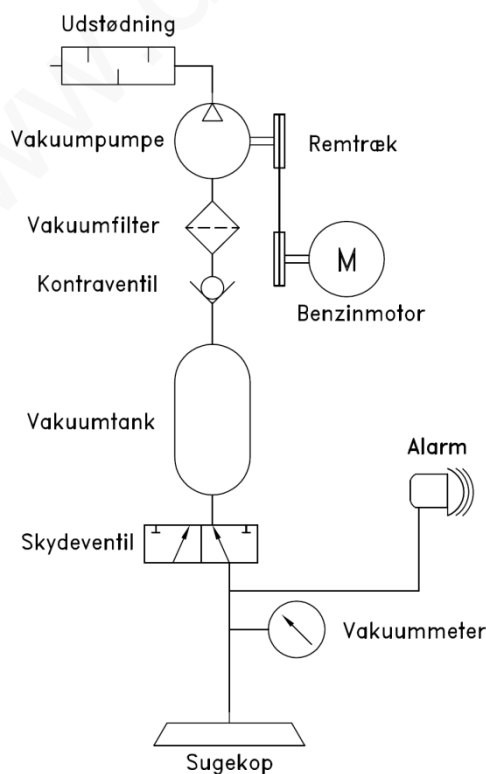 Udstødning
Vakuumpumpe
Remtræk
Vakuumfilter
M
Kontraventil
Benzinmotor
Vakuumtank
Alarm
Skydeventil
Vakuummeter
Sugekop